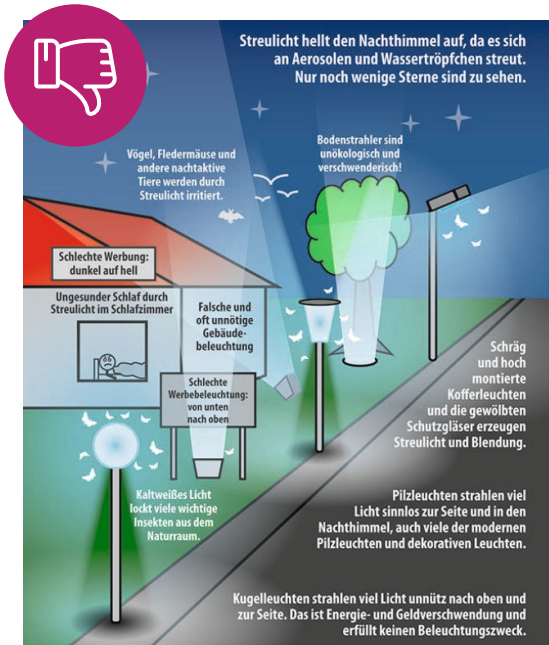 Streulicht hellt den Nachthimmel auf, da es sich
an Aerosolen und Wassertröpfchen streut.
Nur noch wenige Sterne sind zu sehen.
Vögel, Fledermäuse und
andere nachtaktive
Tiere werden durch
Streulicht irritiert.
Bodenstrahler sind
unökologisch und
verschwenderisch!
Schlechte Werbung:
dunkel auf hell
Ungesunder Schlaf durch
Streulicht im Schlafzimmer
Falsche und
oft unnötige
Gebäude-
beleuchtung
Schlechte
Werbebeleuchtung:
von unten
nach oben
Schräg
und hoch
montierte
Kofferleuchten
und die gewölbten
Schutzgläser erzeugen
Streulicht und Blendung.
Kaltweißes Licht
lockt viele wichtige
Insekten aus dem
Naturraum.
Pilzleuchten strahlen viel
Licht sinnlos zur Seite und in den
Nachthimmel, auch viele der modernen
Pilzleuchten und dekorativen Leuchten.
Kugelleuchten strahlen viel Licht unnütz nach oben und
zur Seite. Das ist Energie- und Geldverschwendung und
erfüllt keinen Beleuchtungszweck.